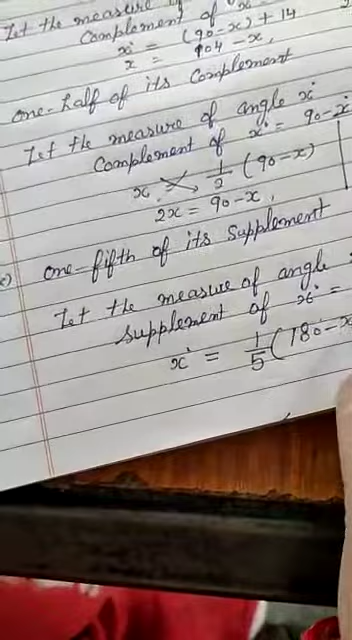 Let the measure of x°
Complement of
x° = (90-x)+14
x = 104-x,
one-half of its complement
Let the measure of angle x°
Complement of x° = 90-x°
x 1/2 (90-x)
2x = 90-x,
one-fifth of its supplement
Let the measure of angle
supplement of x° =
x° = 1/5 (180-x